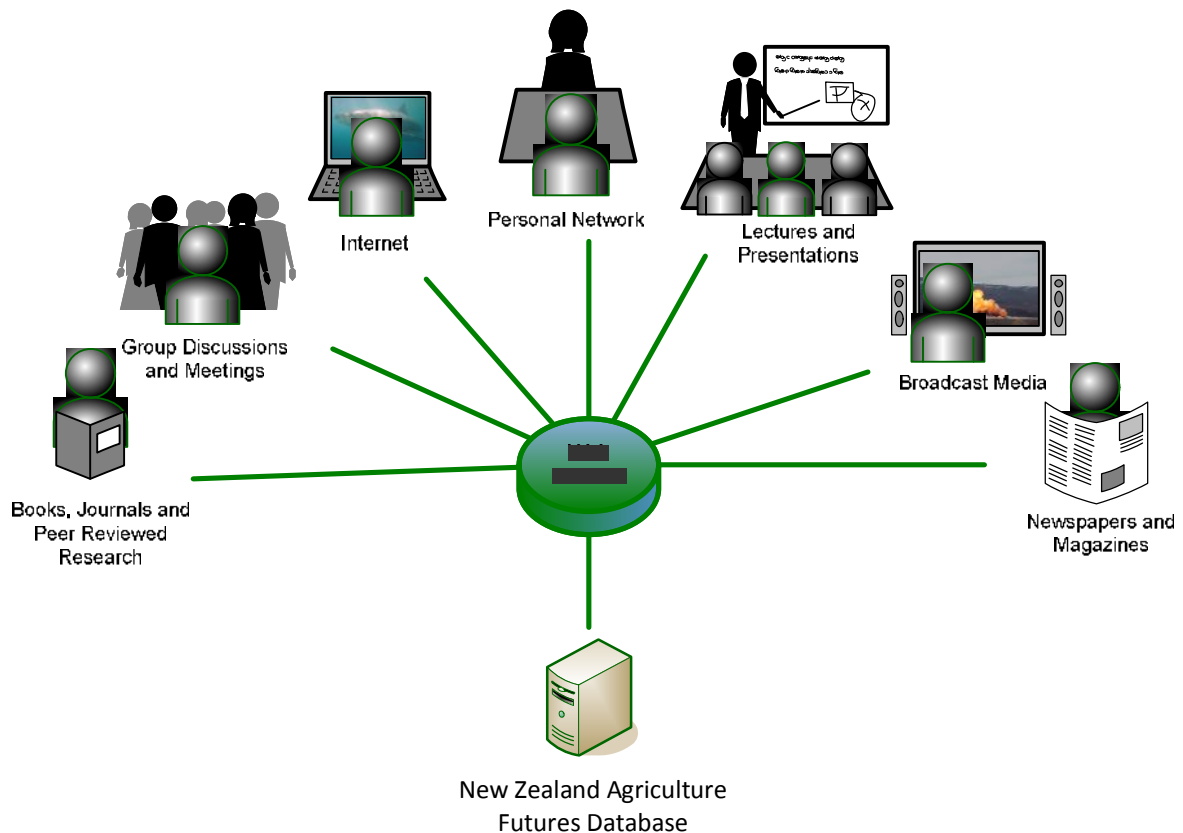 Personal Network
Lectures and
Presentations
Internet
Group Discussions
and Meetings
Broadcast Media
Books, Journals and
Peer Reviewed
Research
Newspapers and
Magazines
New Zealand Agriculture
Futures Database